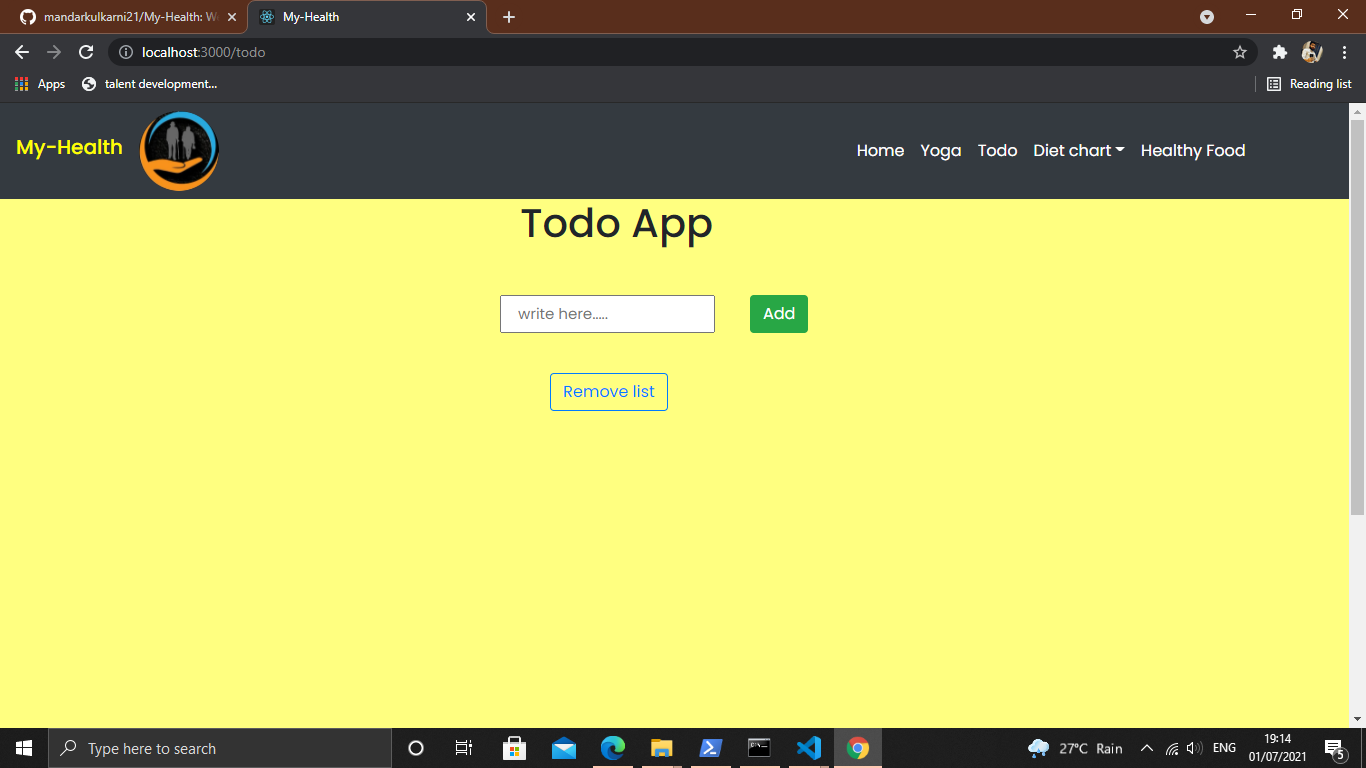 mandarkulkarni21/My-Health: W
My-Health
localhost:3000/todo
Apps
talent development...
Reading list
My-Health
Home
Yoga
Todo
Diet chart
Healthy Food
Todo App
write here.....
Add
Remove list
Type here to search
27°C Rain
ENG
19:14
01/07/2021
5